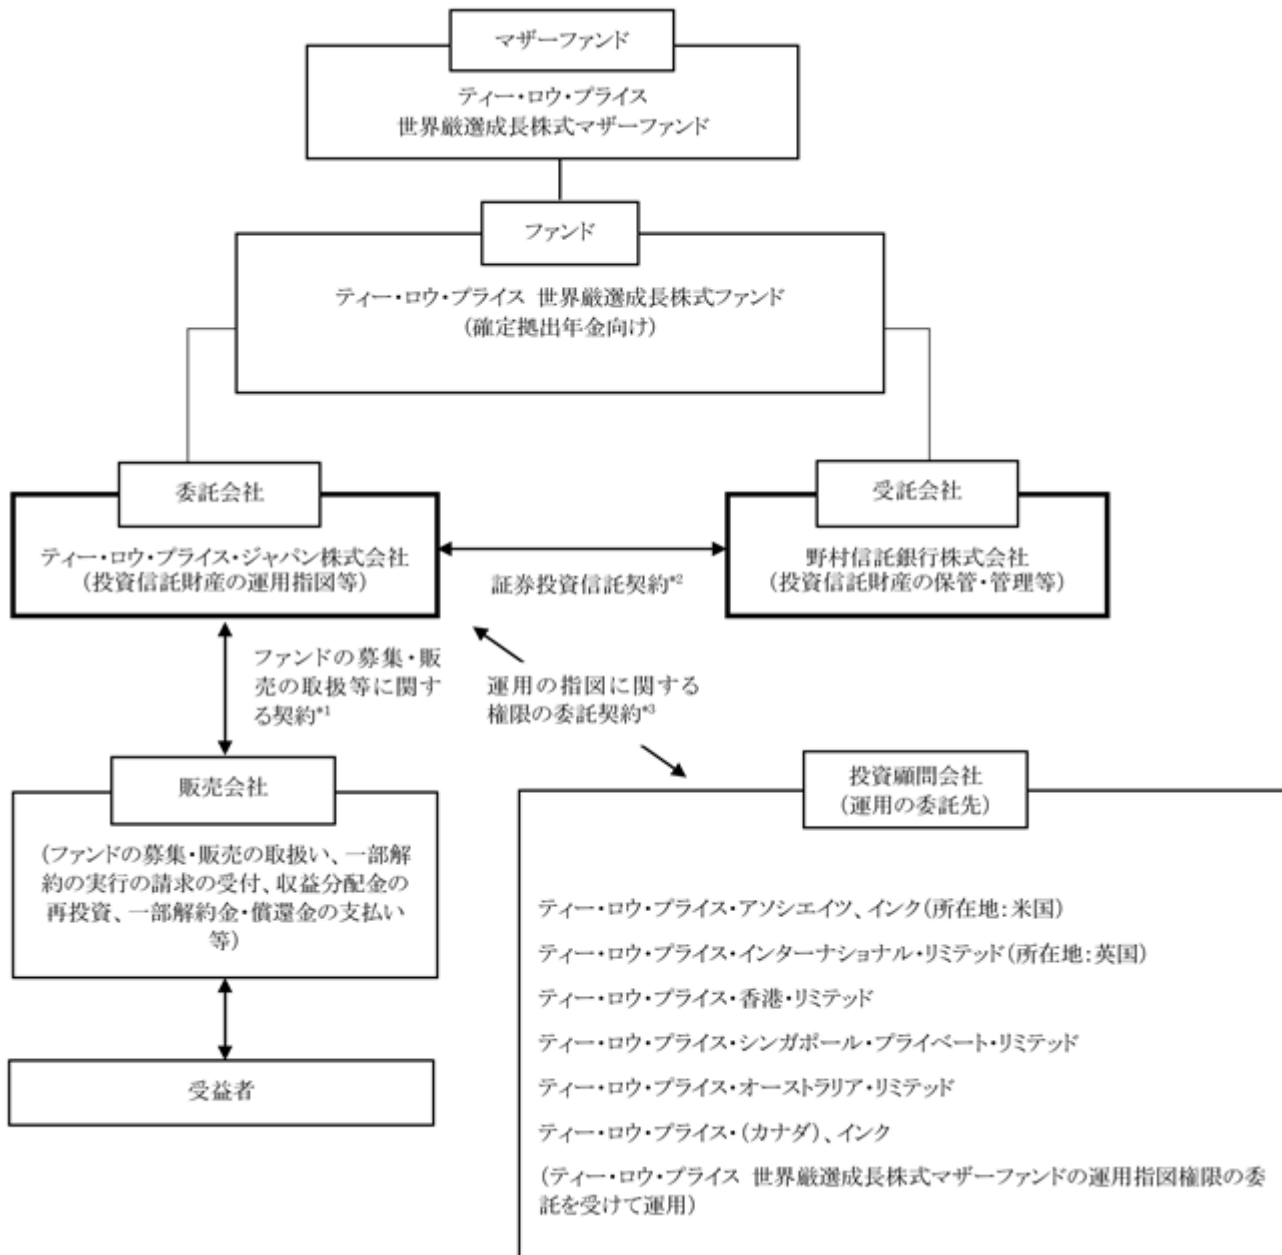 マザーファンド
ティー・ロウ・プライス
世界厳選成長株式マザーファンド
ファンド
ティー・ロウ・プライス 世界厳選成長株式ファンド
(確定拠出年金向け)
委託会社
ティー・ロウ・プライス・ジャパン株式会社
(投資信託財産の運用指図等)
証券投資信託契約*2
受託会社
野村信託銀行株式会社
(投資信託財産の保管・管理等)
ファンドの募集・販
売の取扱等に関す
る契約*1
運用の指図に関する
権限の委託契約*3
販売会社
(ファンドの募集・販売の取扱い、一部解
約の実行の請求の受付、収益分配金の
再投資、一部解約金・償還金の支払い
等)
受益者
投資顧問会社
(運用の委託先)
ティー・ロウ・プライス・アソシエイツ、インク(所在地:米国)
ティー・ロウ・プライス・インターナショナル・リミテッド(所在地:英国)
ティー・ロウ・プライス・香港・リミテッド
ティー・ロウ・プライス・シンガポール・プライベート・リミテッド
ティー・ロウ・プライス・オーストラリア・リミテッド
ティー・ロウ・プライス・(カナダ)、インク
(ティー・ロウ・プライス 世界厳選成長株式マザーファンドの運用指図権限の委
託を受けて運用)